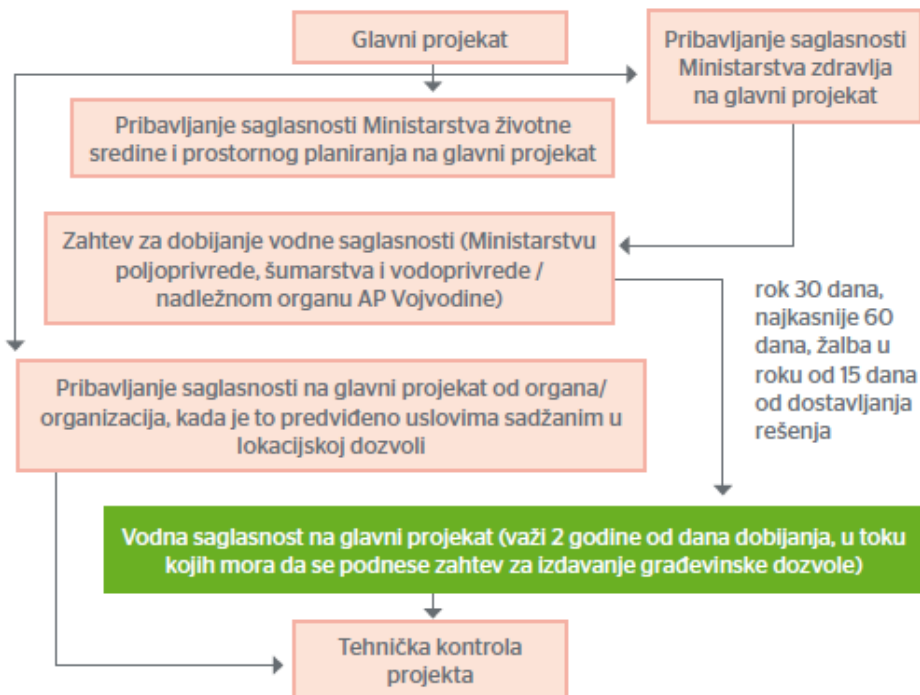 Glavni projekat
Pribavljanje saglasnosti
Ministarstva zdravlja
na glavni projekat
Pribavljanje saglasnosti Ministarstva životne
sredine i prostornog planiranja na glavni projekat
Zahtev za dobijanje vodne saglasnosti (Ministarstvu
poljoprivrede, šumarstva i vodoprivrede /
nadležnom organu AP Vojvodine)
rok 30 dana,
najkasnije 60
dana, žalba u
roku od 15 dana
od dostavljanja
rešenja
Pribavljanje saglasnosti na glavni projekat od organa/
organizacija, kada je to predviđeno uslovima sadžanim u
lokacijskoj dozvoli
Vodna saglasnost na glavni projekat (važi 2 godine od dana dobijanja, u toku
kojih mora da se podnese zahtev za izdavanje građevinske dozvole)
Tehnička kontrola
projekta